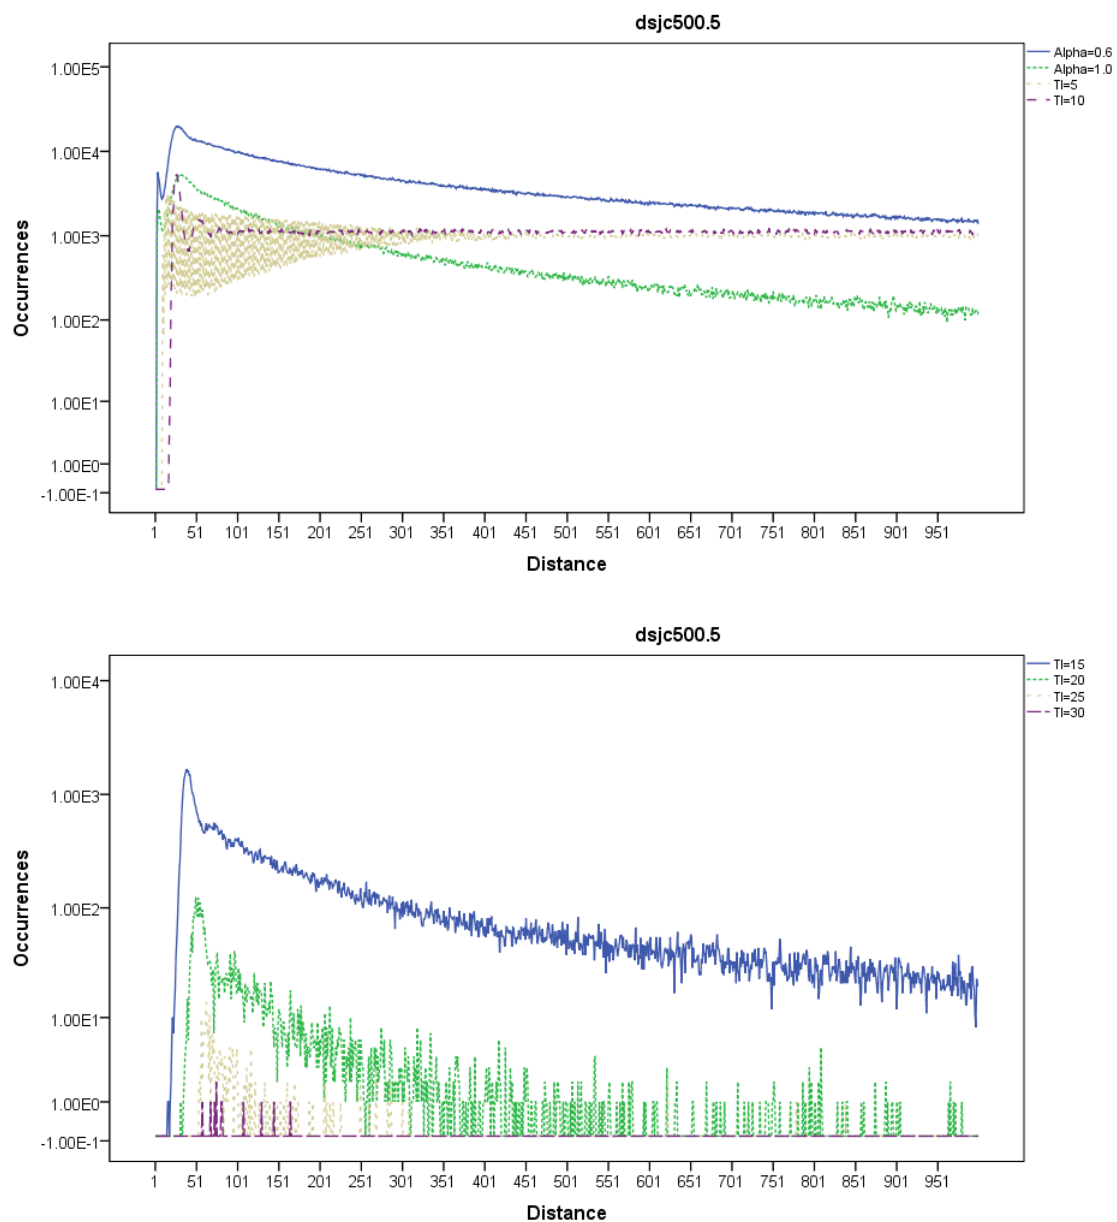 dsjc500.5
Alpha=0.6
Alpha=1.0
TI=5
TI=10
1.00E5
1.00E4
1.00E3
1.00E2
1.00E1
1.00E0
-1.00E-1
Occurrences
1 51 101 151 201 251 301 351 401 451 501 551 601 651 701 751 801 851 901 951
Distance
dsjc500.5
TI=15
TI=20
TI=25
TI=30
1.00E4
1.00E3
1.00E2
1.00E1
1.00E0
-1.00E-1
Occurrences
1 51 101 151 201 251 301 351 401 451 501 551 601 651 701 751 801 851 901 951
Distance